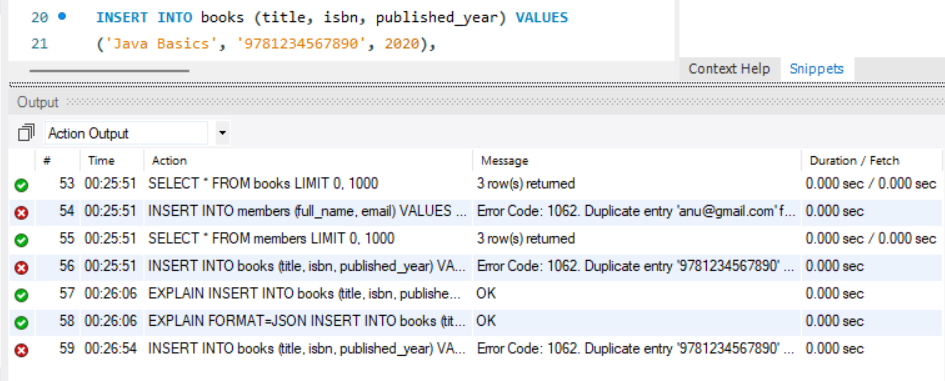 20 INSERT INTO books (title, isbn, published_year) VALUES
21 ('Java Basics', '9781234567890', 2020),
Context Help Snippets
Output
Action Output
# Time Action Message Duration / Fetch
53 00:25:51 SELECT * FROM books LIMIT 0, 1000 3 row(s) returned 0.000 sec / 0.000 sec
54 00:25:51 INSERT INTO members (full_name, email) VALUES ... Error Code: 1062. Duplicate entry 'anu@gmail.com' f... 0.000 sec
55 00:25:51 SELECT * FROM members LIMIT 0, 1000 3 row(s) returned 0.000 sec / 0.000 sec
56 00:25:51 INSERT INTO books (title, isbn, published_year) VA... Error Code: 1062. Duplicate entry '9781234567890' ... 0.000 sec
57 00:26:06 EXPLAIN INSERT INTO books (title, isbn, publishe... OK 0.000 sec
58 00:26:06 EXPLAIN FORMAT=JSON INSERT INTO books (tit... OK 0.000 sec
59 00:26:54 INSERT INTO books (title, isbn, published_year) VA... Error Code: 1062. Duplicate entry '9781234567890' ... 0.000 sec